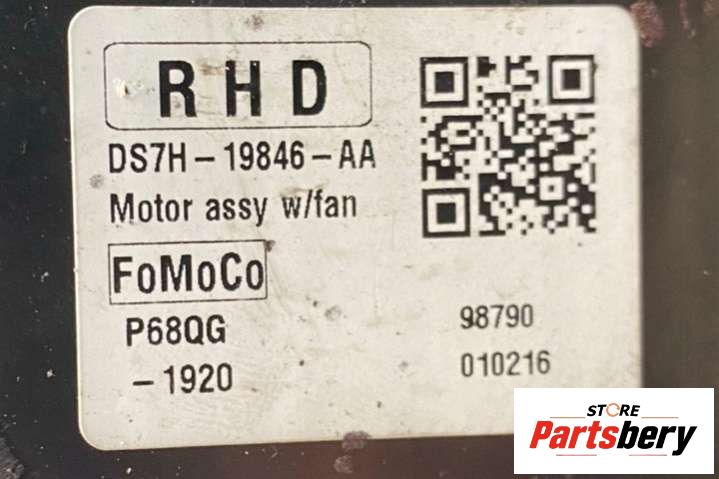 RHD
DS7H-19846-AA
Motor assy w/fan
FoMoCo
P68QG
-1920
98790
010216
STORE
Partsbery